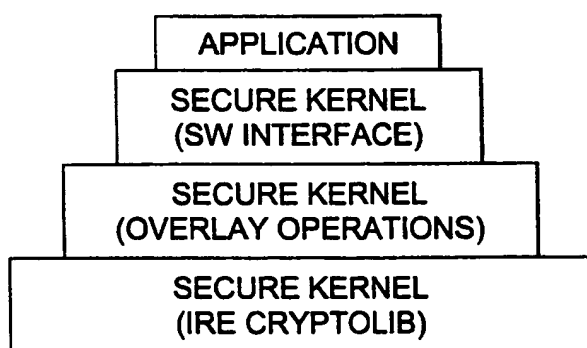 APPLICATION
SECURE KERNEL
(SW INTERFACE)
SECURE KERNEL
(OVERLAY OPERATIONS)
SECURE KERNEL
(IRE CRYPTOLIB)